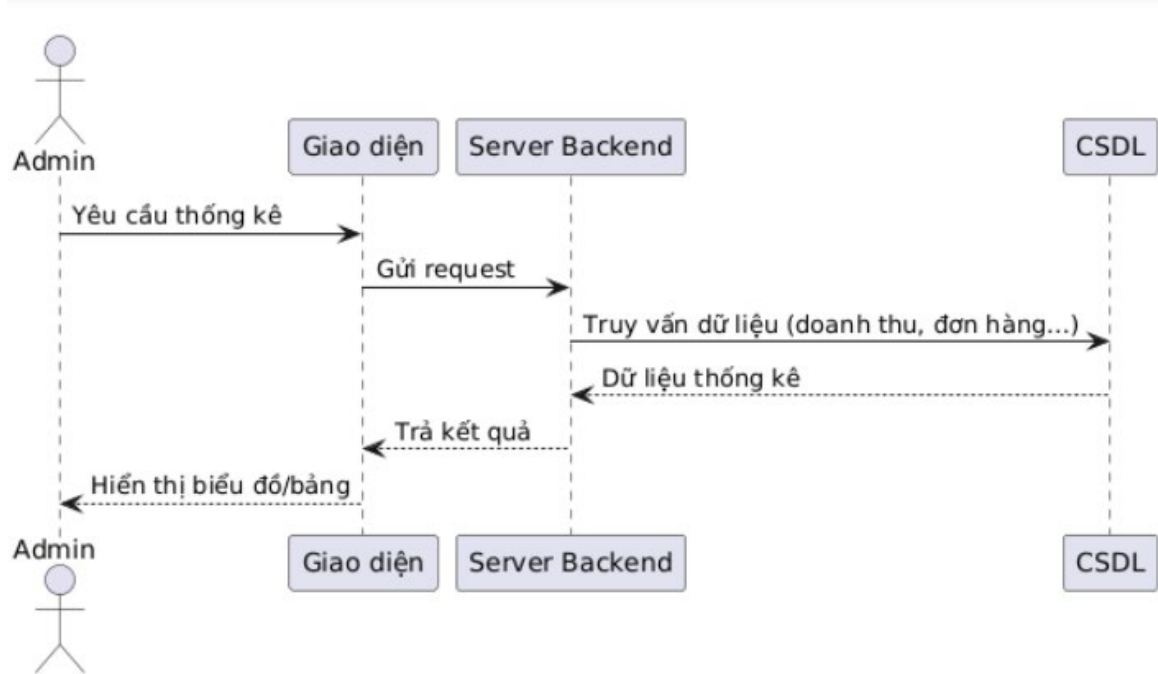 Admin
Giao diện
Server Backend
CSDL
Yêu cầu thống kê
Gửi request
Truy vấn dữ liệu (doanh thu, đơn hàng...)
Dữ liệu thống kê
Trả kết quả
Hiển thị biểu đồ/bảng
Admin
Giao diện
Server Backend
CSDL